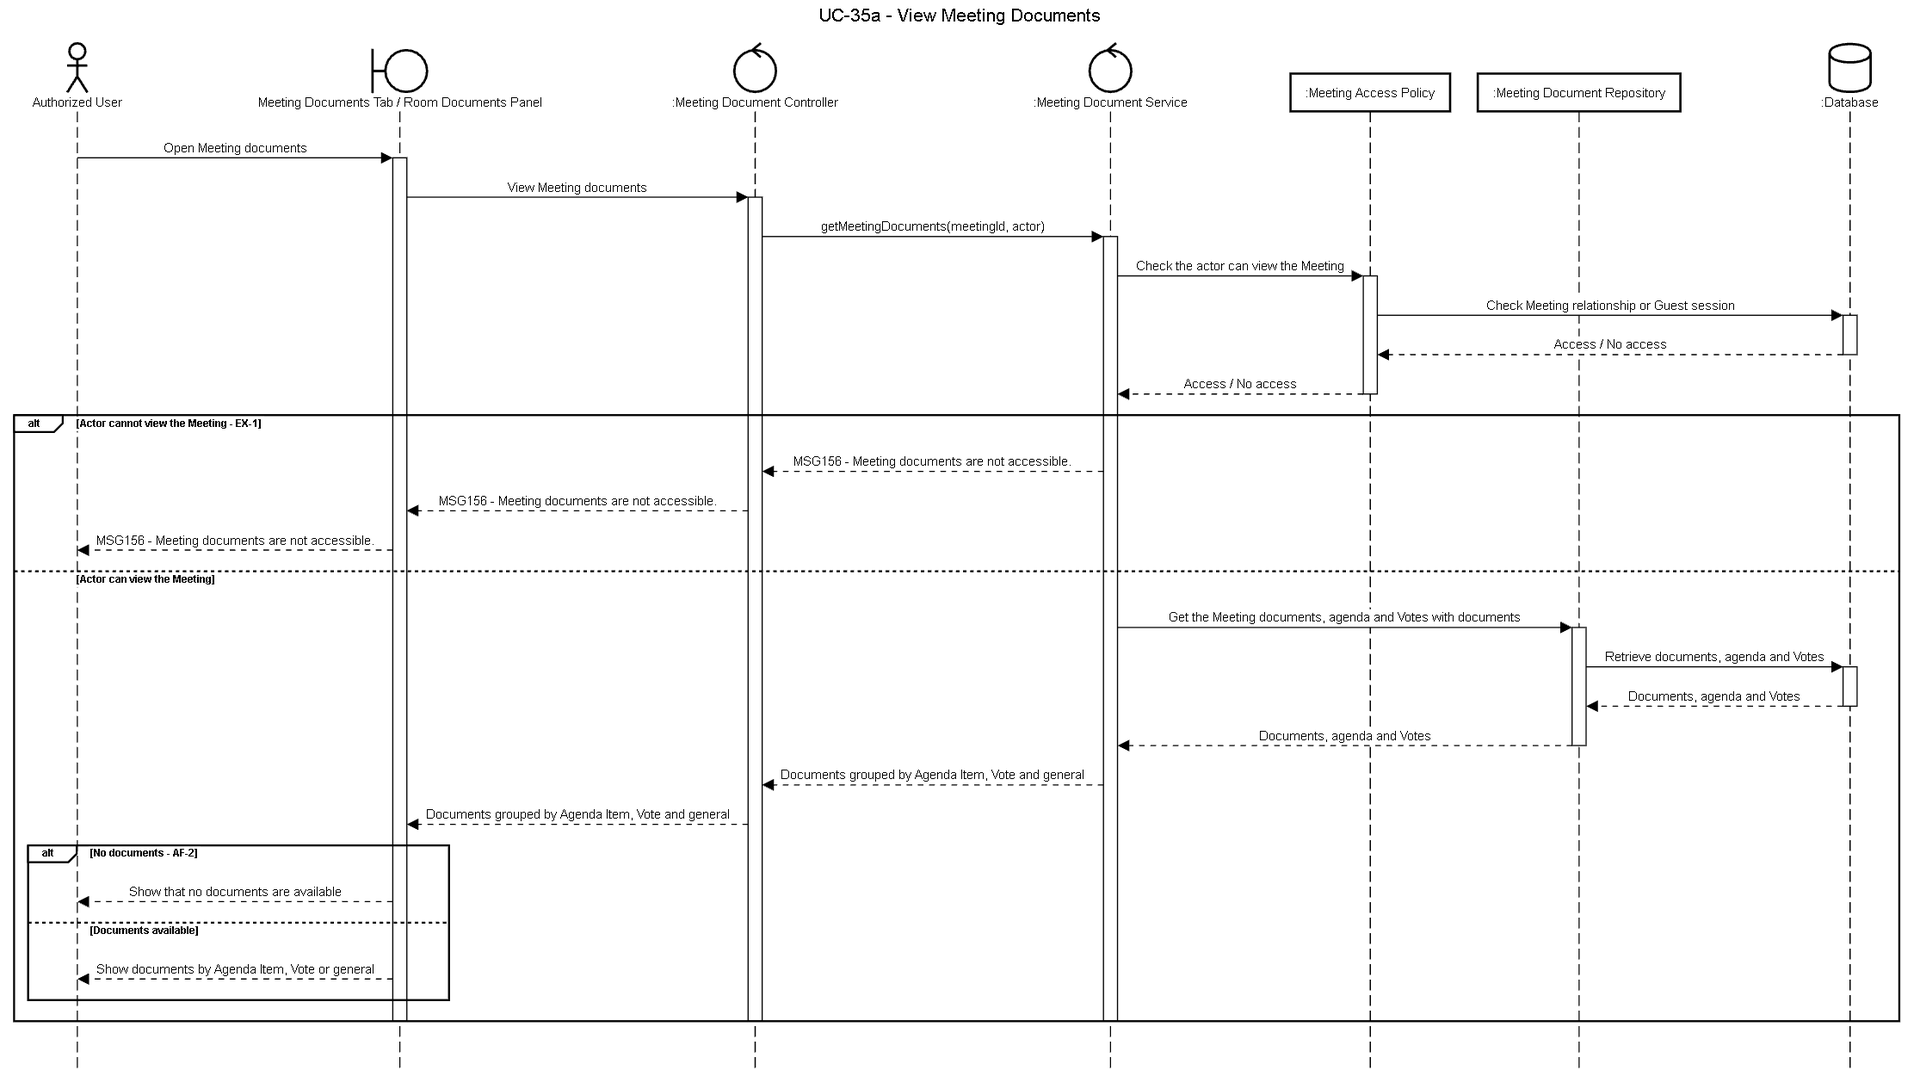 UC-35a - View Meeting Documents
Authorized User
Meeting Documents Tab / Room Documents Panel
:Meeting Document Controller
:Meeting Document Service
:Meeting Access Policy
:Meeting Document Repository
:Database
Open Meeting documents
View Meeting documents
getMeetingDocuments(meetingId, actor)
Check the actor can view the Meeting
Check Meeting relationship or Guest session
Access / No access
Access / No access
alt
[Actor cannot view the Meeting - EX-1]
MSG156 - Meeting documents are not accessible.
MSG156 - Meeting documents are not accessible.
MSG156 - Meeting documents are not accessible.
[Actor can view the Meeting]
Get the Meeting documents, agenda and Votes with documents
Retrieve documents, agenda and Votes
Documents, agenda and Votes
Documents, agenda and Votes
Documents grouped by Agenda Item, Vote and general
Documents grouped by Agenda Item, Vote and general
alt
[No documents - AF-2]
Show that no documents are available
[Documents available]
Show documents by Agenda Item, Vote or general